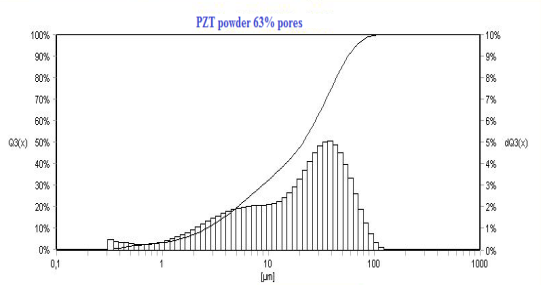 PZT powder 63% pores
100% 10%
90% 9%
80% 8%
70% 7%
60% 6%
Q3(x) 50% 5% dQ3(x)
40% 4%
30% 3%
20% 2%
10% 1%
0% 0%
0,1 1 10 100 1000
[µm]